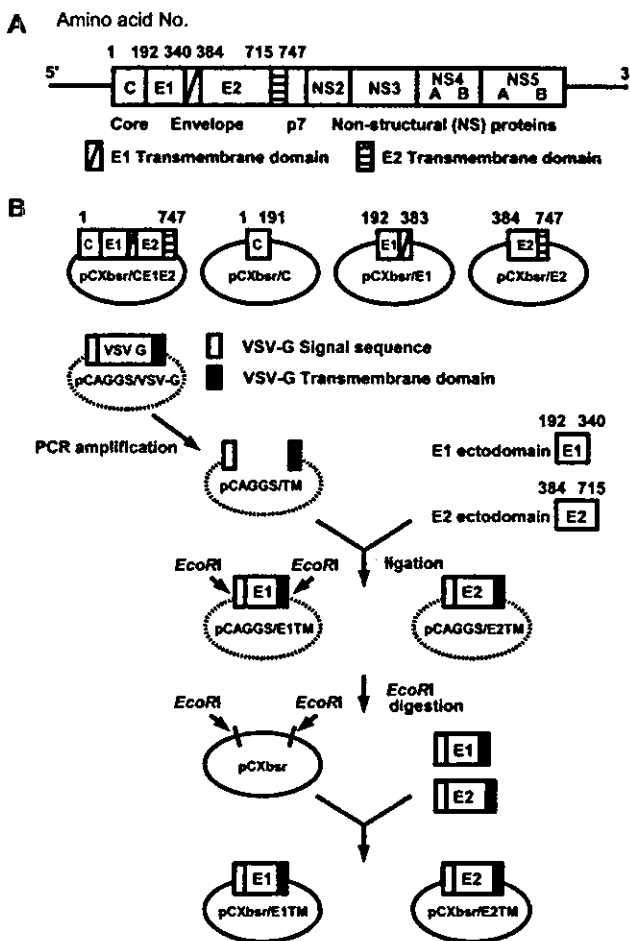 A Amino acid No.
1 192 340 384 715 747
5' C E1 E2 NS2 NS3 NS4 A B NS5 A B 3
Core Envelope p7 Non-structural (NS) proteins
E1 Transmembrane domain E2 Transmembrane domain
B
1 747 1 191 192 383 384 747
C E1 E2 C E1 E2
pCXbsr/CE1E2 pCXbsr/C pCXbsr/E1 pCXbsr/E2
VSV G VSV-G Signal sequence
pCAGGS/VSV-G VSV-G Transmembrane domain
PCR amplification
pCAGGS/TM
192 340
E1 ectodomain E1
384 715
E2 ectodomain E2
EcoRI EcoRI ligation
E1 E2
pCAGGS/E1TM pCAGGS/E2TM
EcoRI
digestion
EcoRI EcoRI
pCXbsr
E1
E2
E1 E2
pCXbsr/E1TM pCXbsr/E2TM